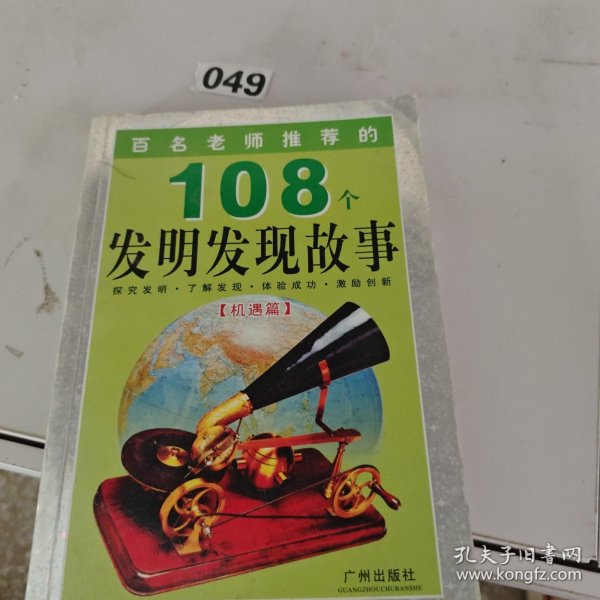 049
百名老师推荐的
108个
发明发现故事
探究发明·了解发现·体验成功·激励创新
【机遇篇】
广州出版社
GUANGZHOUCHUBANSHE
孔夫子旧书网
www.kongfz.com